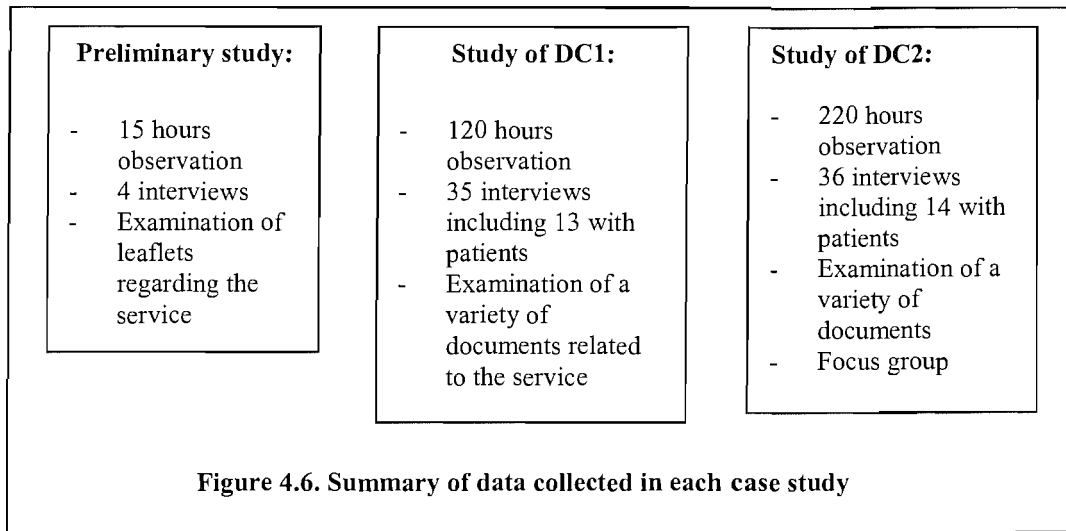 Preliminary study:
- 15 hours
observation
- 4 interviews
- Examination of
leaflets
regarding the
service
Study of DC1:
- 120 hours
observation
- 35 interviews
including 13 with
patients
- Examination of a
variety of
documents related
to the service
Study of DC2:
- 220 hours
observation
- 36 interviews
including 14 with
patients
- Examination of a
variety of
documents
- Focus group
Figure 4.6. Summary of data collected in each case study